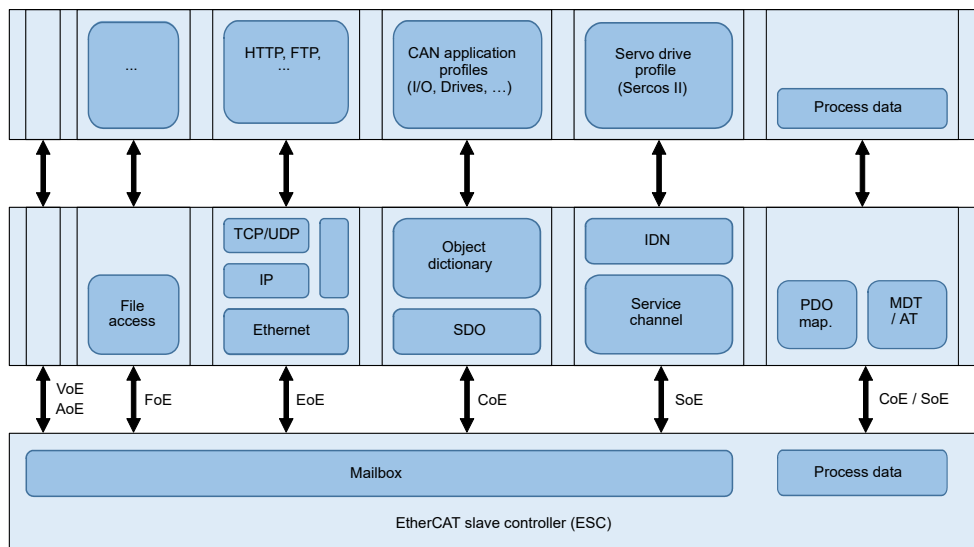 ...
HTTP, FTP,
...
CAN application
profiles
(I/O, Drives, …)
Servo drive
profile
(Sercos II)
Process data
TCP/UDP
IP
Ethernet
File
access
Object
dictionary
SDO
IDN
Service
channel
PDO
map.
MDT
/ AT
VoE
AoE
FoE
EoE
CoE
SoE
CoE / SoE
Mailbox
Process data
EtherCAT slave controller (ESC)